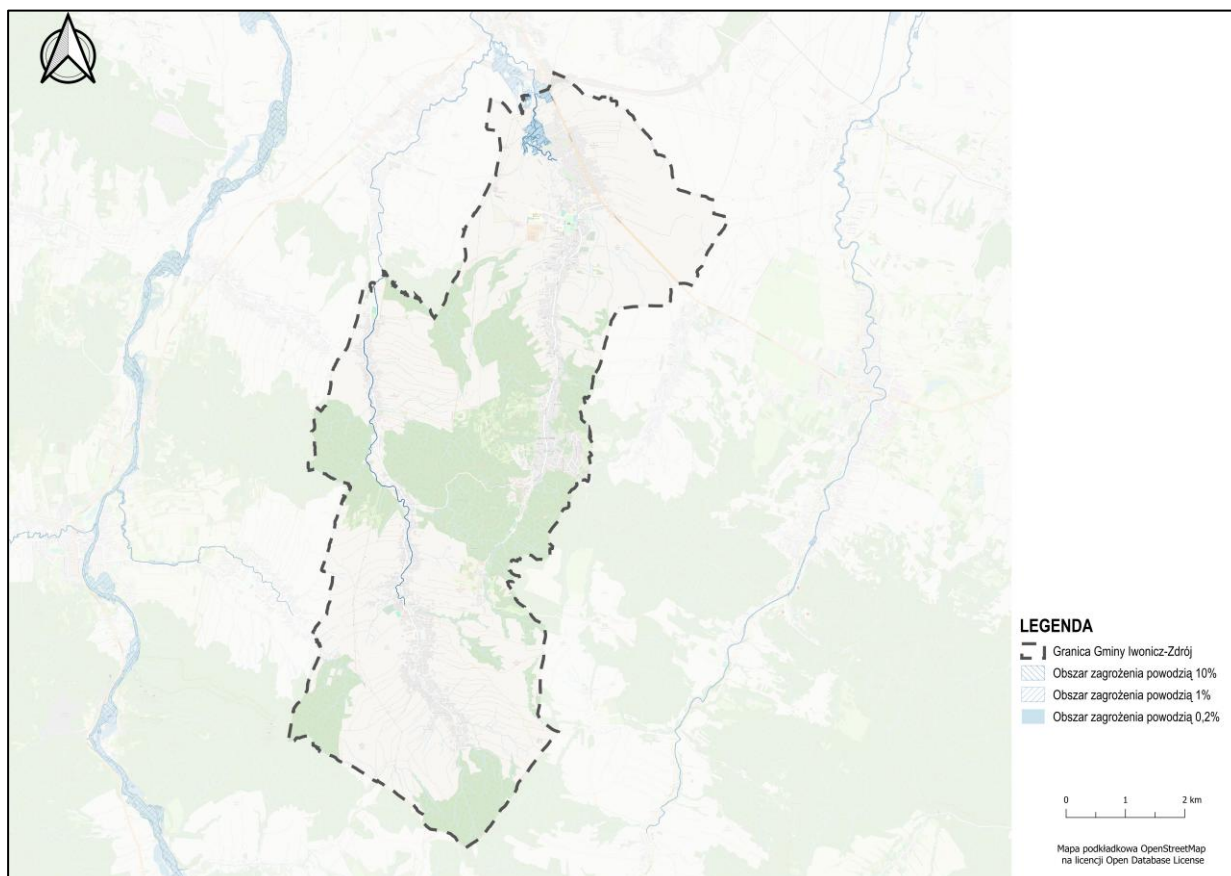 LEGENDA
Granica Gminy Iwonicz-Zdrój
Obszar zagrożenia powodzią 10%
Obszar zagrożenia powodzią 1%
Obszar zagrożenia powodzią 0,2%
0 1 2 km
Mapa podkładowa OpenStreetMap
na licencji Open Database License